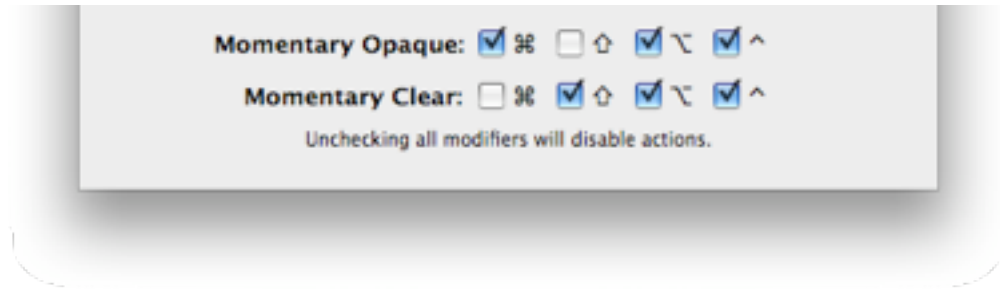 Momentary Opaque: ⌘ ⇧ ⌥ ^
Momentary Clear: ⌘ ⇧ ⌥ ^
Unchecking all modifiers will disable actions.